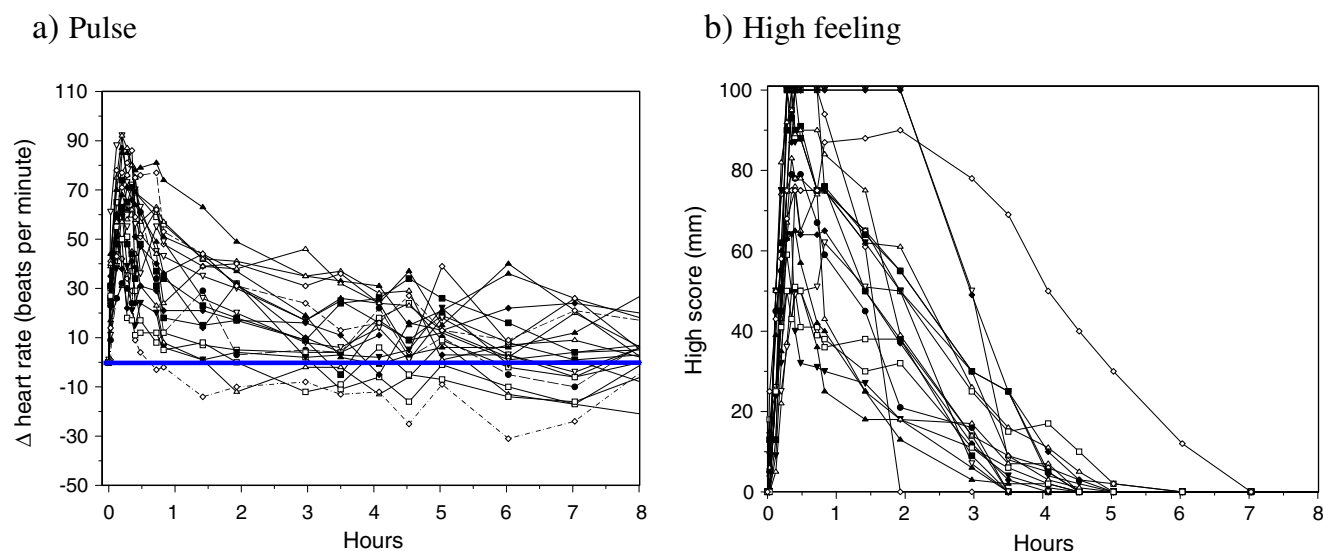 a) Pulse
110
90
70
50
30
10
-10
-30
-50
Δ heart rate (beats per minute)
0 1 2 3 4 5 6 7 8
Hours
b) High feeling
100
80
60
40
20
0
High score (mm)
0 1 2 3 4 5 6 7 8
Hours